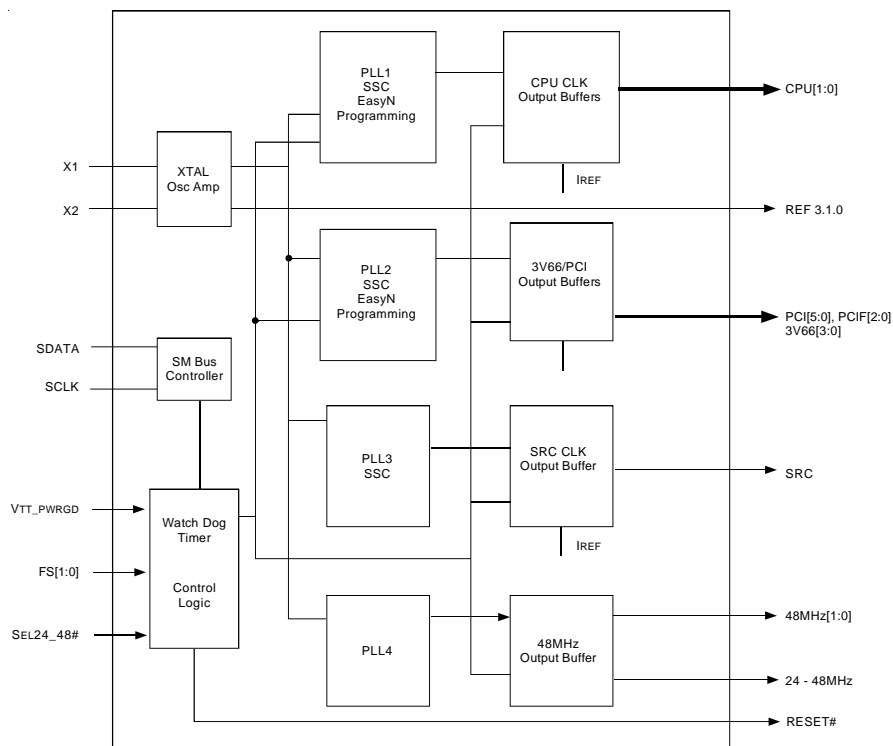 PLL1
SSC
EasyN
Programming
CPU CLK
Output Buffers
CPU[1:0]
X1
XTAL
Osc Amp
IREF
X2
REF 3.1.0
PLL2
SSC
EasyN
Programming
3V66/PCI
Output Buffers
PCI[5:0], PCIF[2:0]
3V66[3:0]
SDATA
SM Bus
Controller
SCLK
PLL3
SSC
SRC CLK
Output Buffer
SRC
VTT_PWRGD
Watch Dog
Timer
IREF
FS[1:0]
Control
Logic
48MHz[1:0]
SEL24_48#
PLL4
48MHz
Output Buffer
24 - 48MHz
RESET#